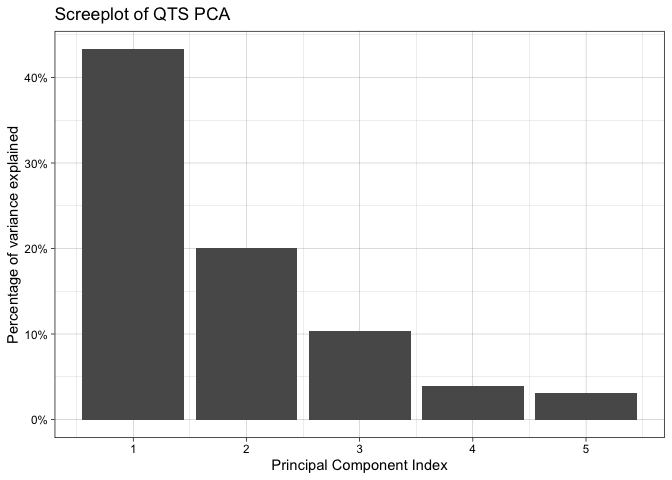 Screeplot of QTS PCA
Percentage of variance explained
40%
30%
20%
10%
0%
1 2 3 4 5
Principal Component Index